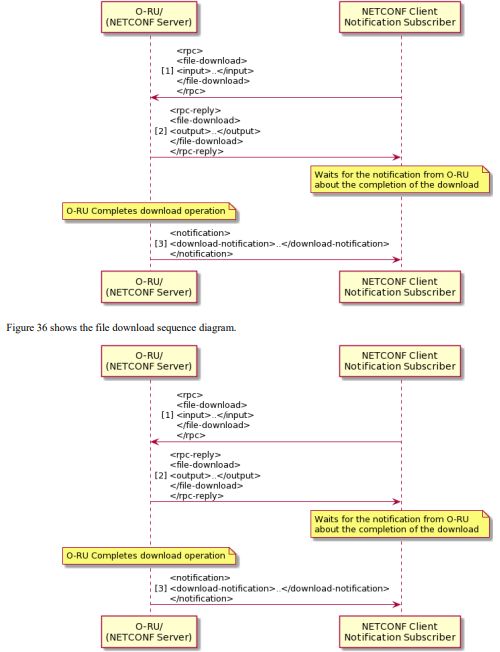 O-RU/
(NETCONF Server)
NETCONF Client
Notification Subscriber
<rpc>
<file-download>
[1] <input>..</input>
</file-download>
</rpc>
<rpc-reply>
<file-download>
[2] <output>..</output>
</file-download>
</rpc-reply>
Waits for the notification from O-RU
about the completion of the download
O-RU Completes download operation
<notification>
[3] <download-notification>..</download-notification>
</notification>
O-RU/
(NETCONF Server)
NETCONF Client
Notification Subscriber
Figure 36 shows the file download sequence diagram.
O-RU/
(NETCONF Server)
NETCONF Client
Notification Subscriber
<rpc>
<file-download>
[1] <input>..</input>
</file-download>
</rpc>
<rpc-reply>
<file-download>
[2] <output>..</output>
</file-download>
</rpc-reply>
Waits for the notification from O-RU
about the completion of the download
O-RU Completes download operation
<notification>
[3] <download-notification>..</download-notification>
</notification>
O-RU/
(NETCONF Server)
NETCONF Client
Notification Subscriber